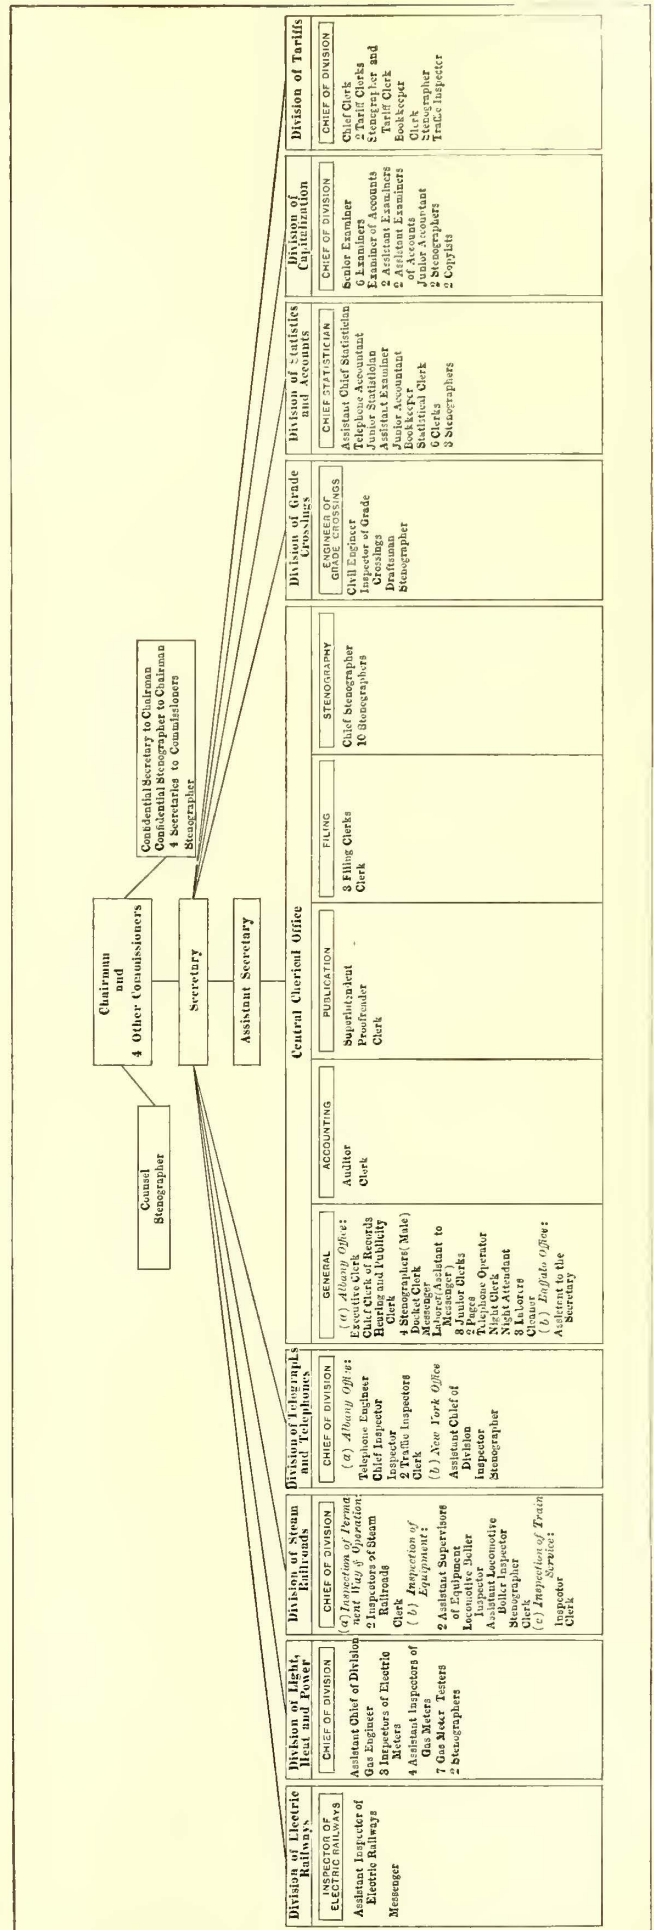 Chairman
and
4 Other Commissioners
Counsel
Stenographer
Confidential Secretary to Chairman
Confidential Stenographer to Chairman
4 Secretaries to Commissioners
Stenographer
Secretary
Assistant Secretary
Division of Electric
Railways
INSPECTOR OF
ELECTRIC RAILWAYS
Assistant Inspector of
Electric Railways
Messenger
Division of Light,
Heat and Power
CHIEF OF DIVISION
Assistant Chief of Division
Gas Engineer
3 Inspectors of Electric
Meters
4 Assistant Inspectors of
Gas Meters
7 Gas Meter Testers
2 Stenographers
Division of Steam
Railroads
CHIEF OF DIVISION
(a) Inspection of Perma
nent Way & Operation:
2 Inspectors of Steam
Railroads
Clerk
(b) Inspection of
Equipment:
2 Assistant Supervisors
of Equipment
Locomotive Boiler
Inspector
Assistant Locomotive
Boiler Inspector
Stenographer
Clerk
(c) Inspection of Train
Service:
Inspector
Clerk
Division of Telegraphs
and Telephones
CHIEF OF DIVISION
(a) Albany Office:
Telephone Engineer
Chief Inspector
Inspector
2 Traffic Inspectors
Clerk
(b) New York Office
Assistant Chief of
Division
Inspector
Stenographer
Central Clerical Office
GENERAL
(a) Albany Office:
Executive Clerk
Chief Clerk of Records
Hearing and Publicity
Clerk
4 Stenographers (Male)
Docket Clerk
Messenger
Laborer (Assistant to
Messenger)
8 Junior Clerks
2 Pages
Telephone Operator
Night Clerk
Night Attendant
3 Laborers
Cleaner
(b) Buffalo Office:
Assistant to the
Secretary
ACCOUNTING
Auditor
Clerk
PUBLICATION
Superintendent
Proofreader
Clerk
FILING
3 Filing Clerks
Clerk
STENOGRAPHY
Chief Stenographer
10 Stenographers
Division of Grade
Crossings
ENGINEER OF
GRADE CROSSINGS
Civil Engineer
Inspector of Grade
Crossings
Draftsman
Stenographer
Division of Statistics
and Accounts
CHIEF STATISTICIAN
Assistant Chief Statistician
Telephone Accountant
Junior Statistician
Assistant Examiner
Junior Accountant
Bookkeeper
Statistical Clerk
6 Clerks
3 Stenographers
Division of
Capitalization
CHIEF OF DIVISION
Senior Examiner
6 Examiners
Examiner of Accounts
2 Assistant Examiners
2 Assistant Examiners
of Accounts
Junior Accountant
2 Stenographers
2 Copyists
Division of Tariffs
CHIEF OF DIVISION
Chief Clerk
2 Tariff Clerks
Stenographer and
Tariff Clerk
Bookkeeper
Clerk
Stenographer
Traffic Inspector